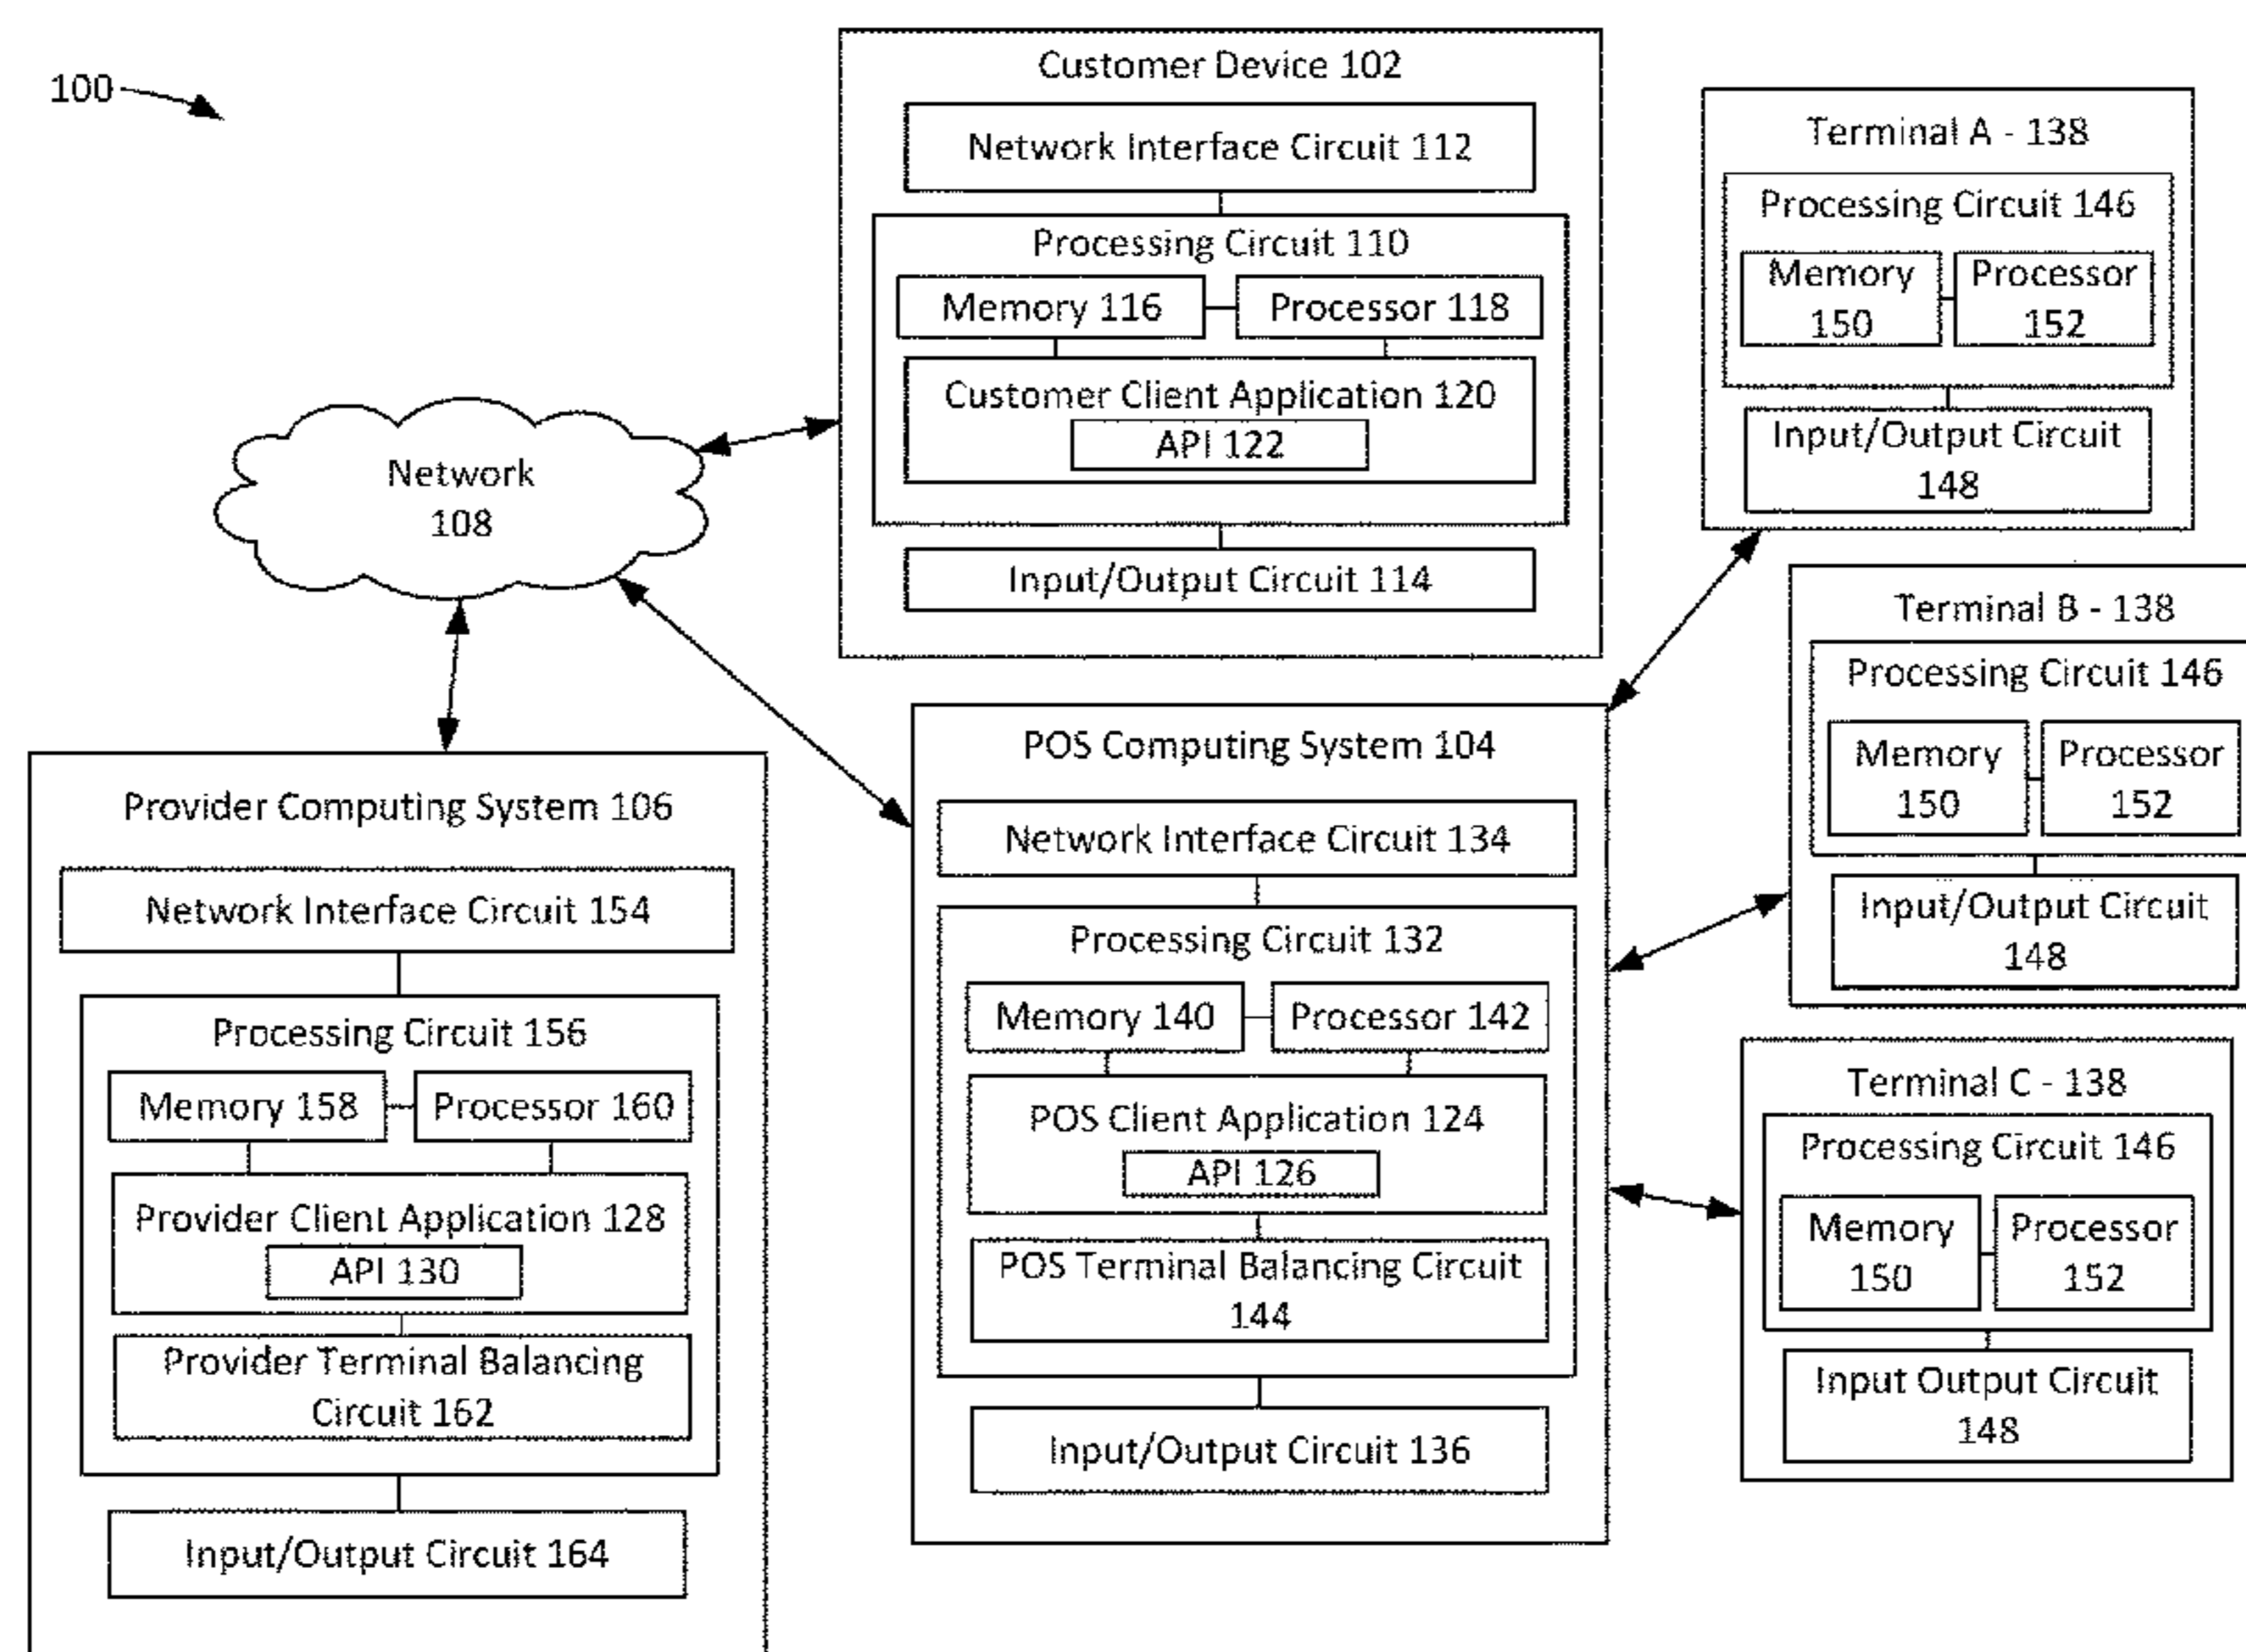 100
Customer Device 102
Network Interface Circuit 112
Processing Circuit 110
Memory 116
Processor 118
Customer Client Application 120
API 122
Input/Output Circuit 114
Network
108
Terminal A - 138
Processing Circuit 146
Memory
150
Processor
152
Input/Output Circuit
148
Terminal B - 138
Processing Circuit 146
Memory
150
Processor
152
Input/Output Circuit
148
Terminal C - 138
Processing Circuit 146
Memory
150
Processor
152
Input Output Circuit
148
POS Computing System 104
Network Interface Circuit 134
Processing Circuit 132
Memory 140
Processor 142
POS Client Application 124
API 126
POS Terminal Balancing Circuit
144
Input/Output Circuit 136
Provider Computing System 106
Network Interface Circuit 154
Processing Circuit 156
Memory 158
Processor 160
Provider Client Application 128
API 130
Provider Terminal Balancing
Circuit 162
Input/Output Circuit 164